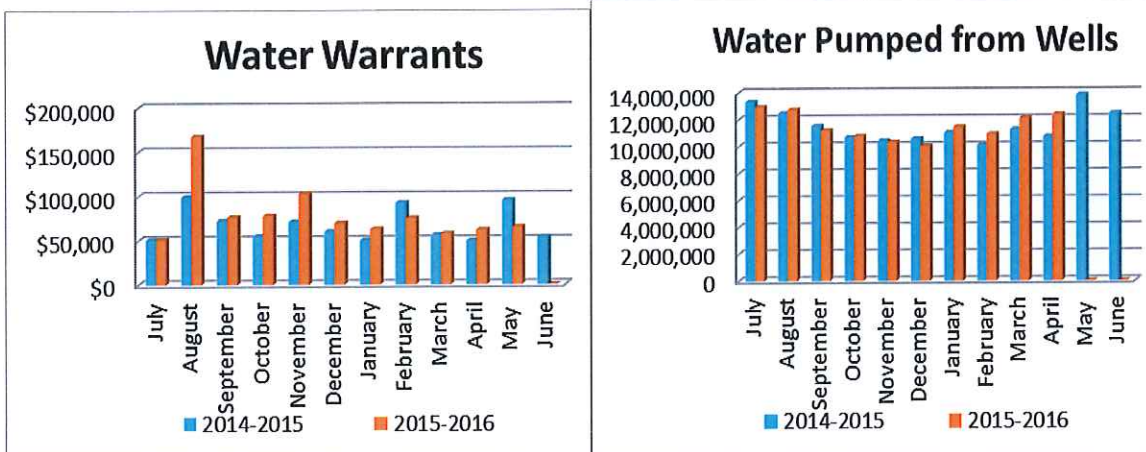 Water Warrants
$200,000
$150,000
$100,000
$50,000
$0
July
August
September
October
November
December
January
February
March
April
May
June
2014-2015 2015-2016
Water Pumped from Wells
14,000,000
12,000,000
10,000,000
8,000,000
6,000,000
4,000,000
2,000,000
0
July
August
September
October
November
December
January
February
March
April
May
June
2014-2015 2015-2016